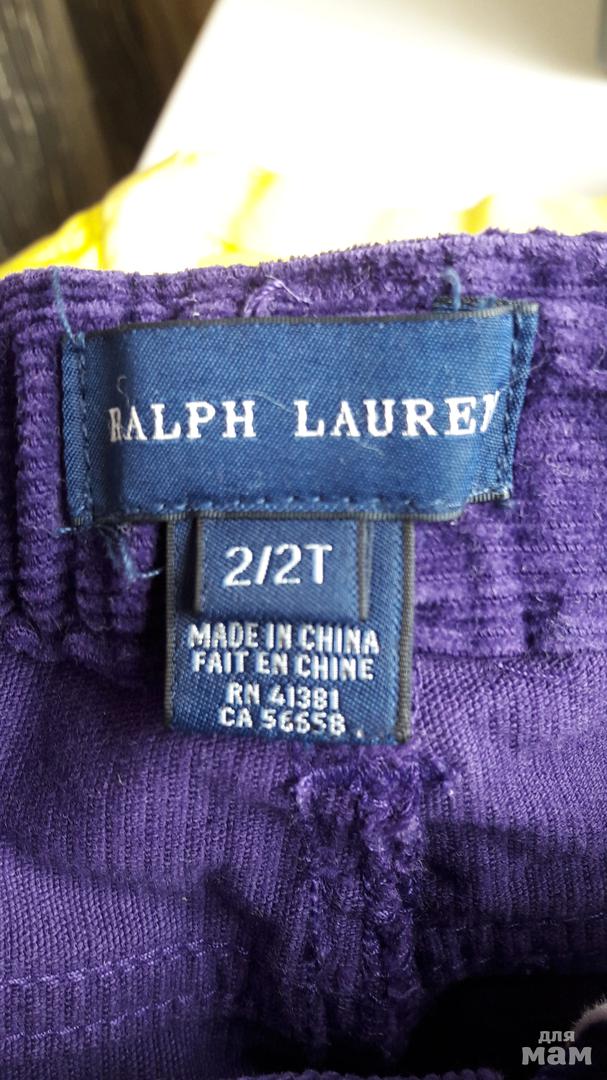 RALPH LAUREN
2/2T
MADE IN CHINA
FAIT EN CHINE
RN 41381
CA 56658
для
мам